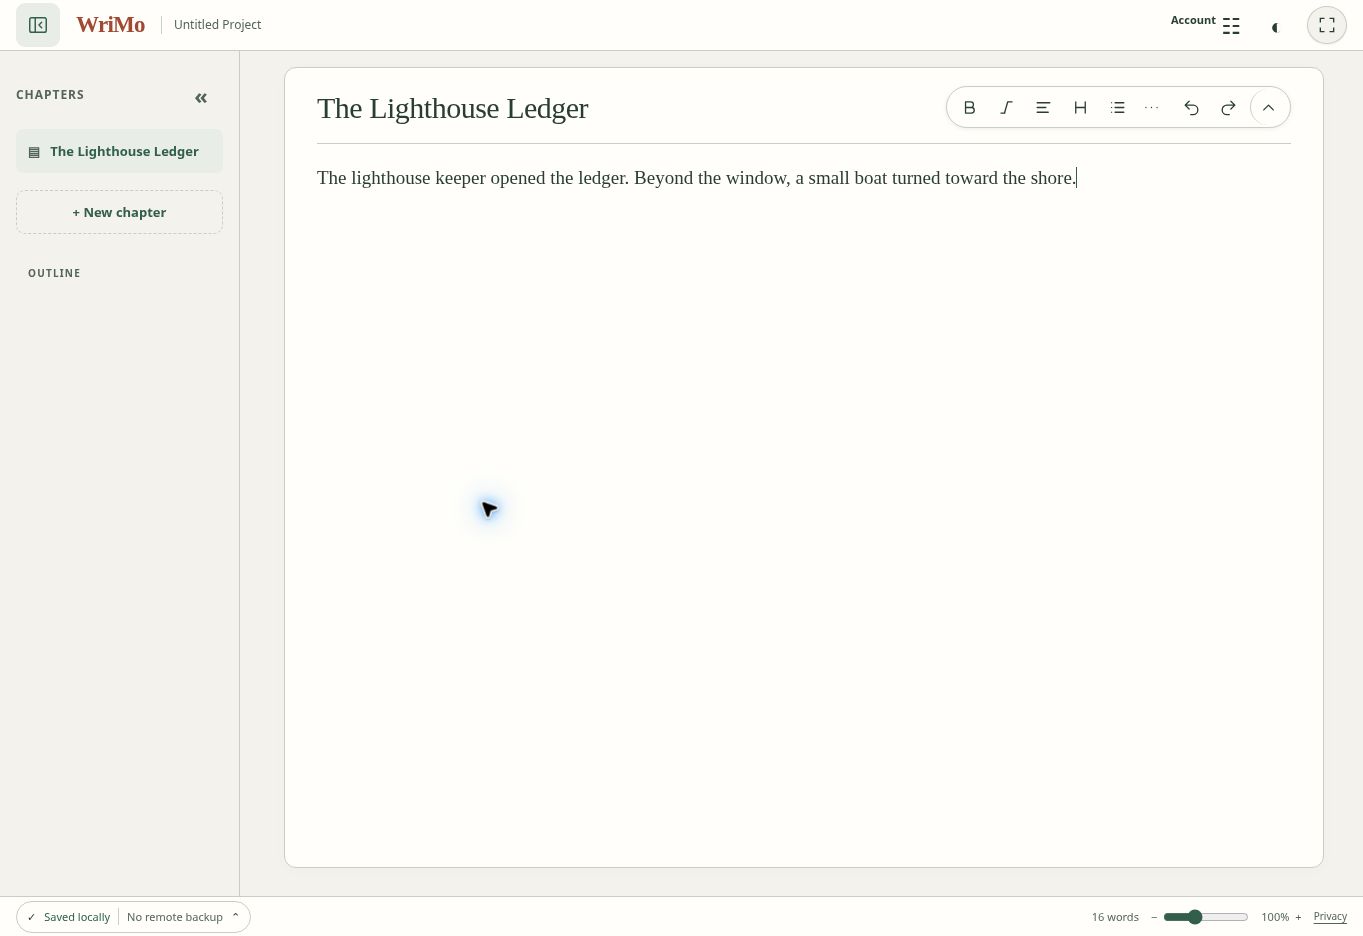 WriMo
Untitled Project
Account
CHAPTERS
The Lighthouse Ledger
+ New chapter
OUTLINE
The Lighthouse Ledger
The lighthouse keeper opened the ledger. Beyond the window, a small boat turned toward the shore.
✓ Saved locally
No remote backup
16 words
− 100% +
Privacy